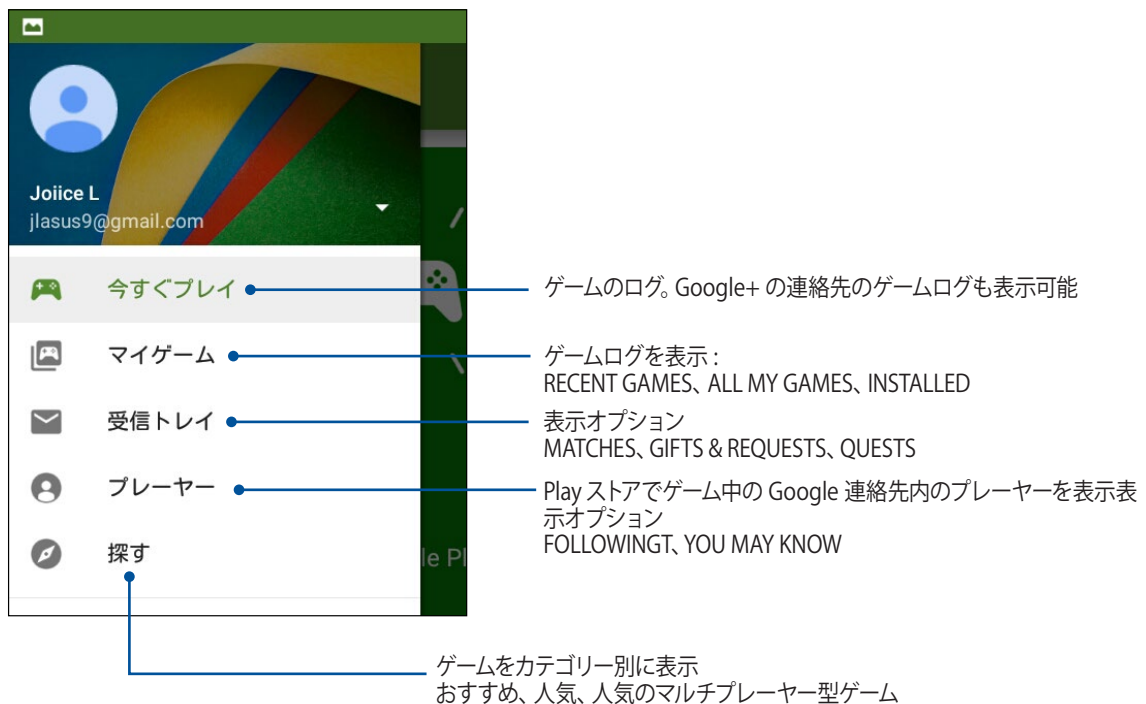 Joiice L
jlasus9@gmail.com
今すぐプレイ
ゲームのログ。Google+ の連絡先のゲームログも表示可能
マイゲーム
ゲームログを表示 :
RECENT GAMES、ALL MY GAMES、INSTALLED
受信トレイ
表示オプション
MATCHES、GIFTS & REQUESTS、QUESTS
プレーヤー
Play ストアでゲーム中の Google 連絡先内のプレーヤーを表示表
示オプション
FOLLOWINGT、YOU MAY KNOW
探す
le Pl
ゲームをカテゴリー別に表示
おすすめ、人気、人気のマルチプレーヤー型ゲーム